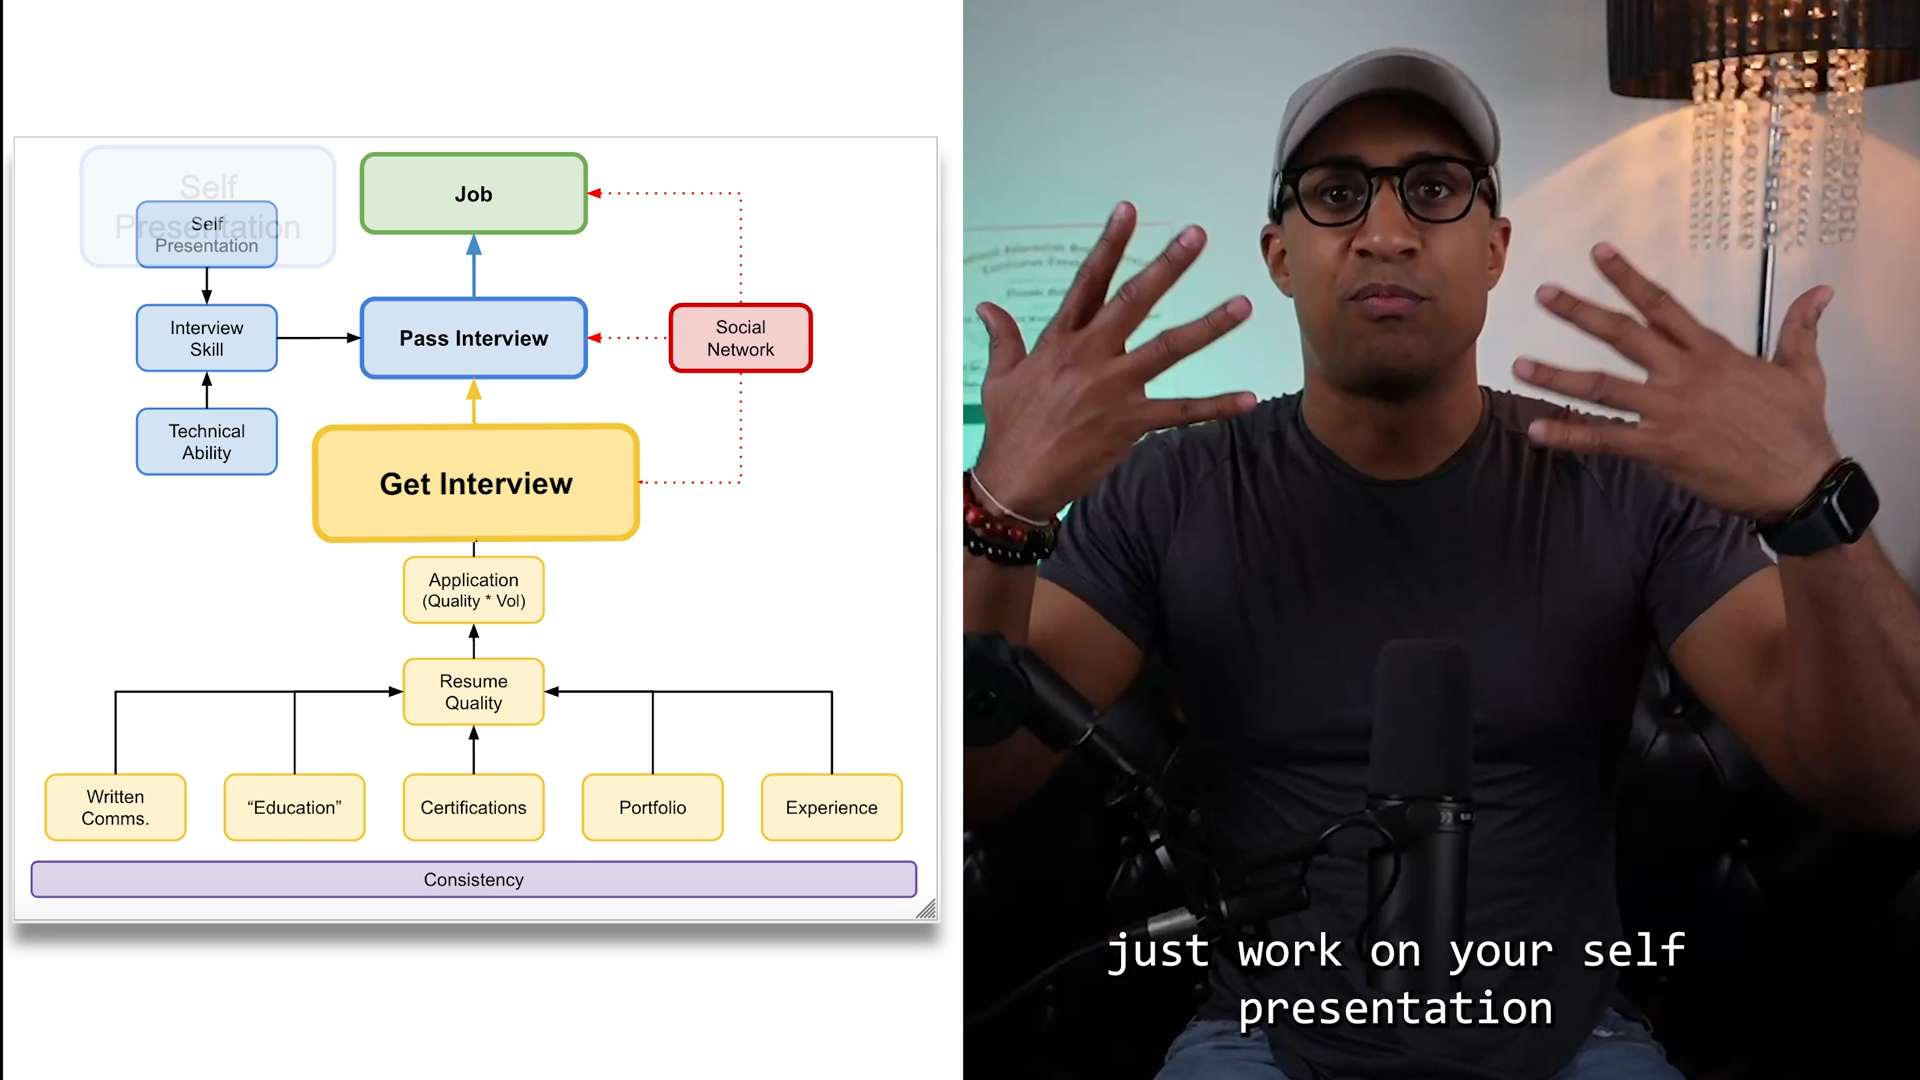 Self
Presentation
Self
Presentation
Job
Interview
Skill
Pass Interview
Social
Network
Technical
Ability
Get Interview
Application
(Quality * Vol)
Resume
Quality
Written
Comms.
“Education”
Certifications
Portfolio
Experience
Consistency
just work on your self
presentation